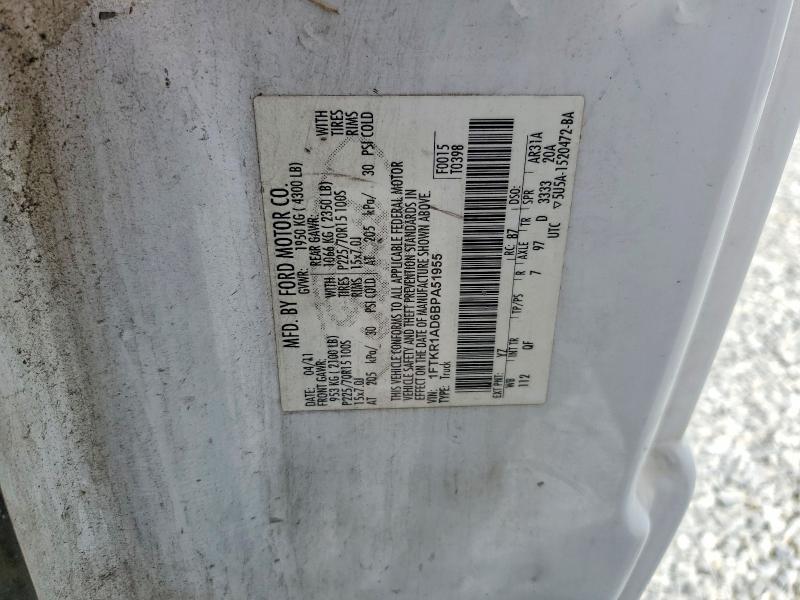 MFD. BY FORD MOTOR CO.
DATE: 04/11 GVWR: 1950 KG ( 4300 LB)
FRONT GAWR: REAR GAWR: WITH
953 KG ( 2100 LB) WITH 1066 KG ( 2350 LB) TIRES
P225/70R15 100S TIRES P225/70R15 100S RIMS
15x7.0J RIMS 15x7.0J
AT 205 kPa/ 30 PSI COLD AT 205 kPa/ 30 PSI COLD
THIS VEHICLE CONFORMS TO ALL APPLICABLE FEDERAL MOTOR
VEHICLE SAFETY AND THEFT PREVENTION STANDARDS IN
EFFECT ON THE DATE OF MANUFACTURE SHOWN ABOVE.
VIN: 1FTKR1AD6BPA51955 F0015
TYPE: Truck T0398
EXT PNT: YZ RC: B7 DSO:
WB INT TR TP/PS R AXLE TR SPR AR31A
112 QF 7 97 D 3333 20A
UTC ▽5U5A-1520472-BA